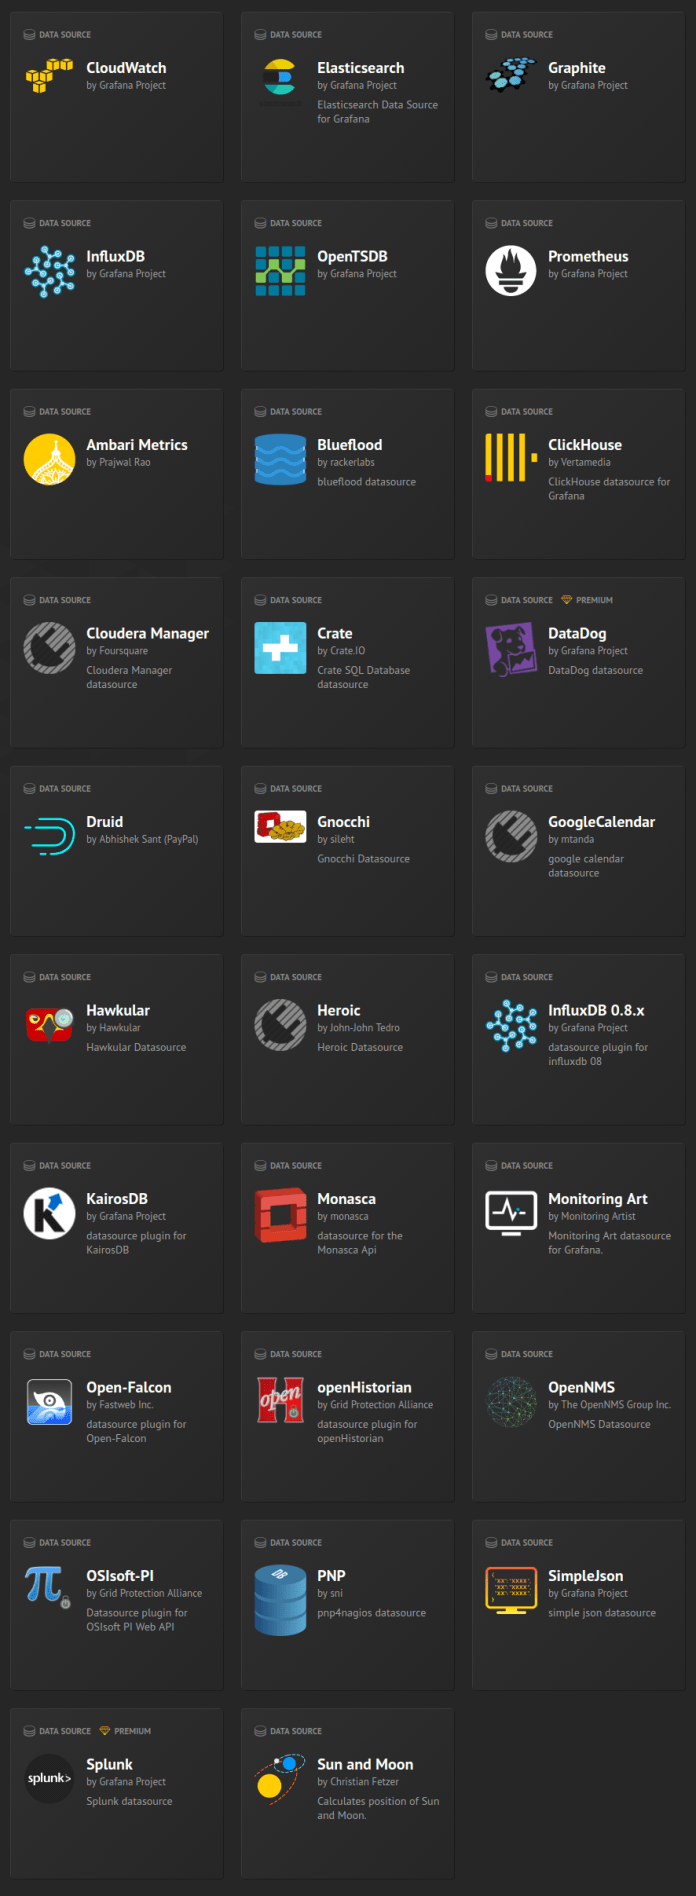 DATA SOURCE
CloudWatch
by Grafana Project
DATA SOURCE
Elasticsearch
by Grafana Project
Elasticsearch Data Source
for Grafana
DATA SOURCE
Graphite
by Grafana Project
DATA SOURCE
InfluxDB
by Grafana Project
DATA SOURCE
OpenTSDB
by Grafana Project
DATA SOURCE
Prometheus
by Grafana Project
DATA SOURCE
Ambari Metrics
by Prajwal Rao
DATA SOURCE
Blueflood
by rackerlabs
blueflood datasource
DATA SOURCE
ClickHouse
by Vertamedia
ClickHouse datasource for
Grafana
DATA SOURCE
Cloudera Manager
by Foursquare
Cloudera Manager
datasource
DATA SOURCE
Crate
by Crate.IO
Crate SQL Database
datasource
DATA SOURCE PREMIUM
DataDog
by Grafana Project
DataDog datasource
DATA SOURCE
Druid
by Abhishek Sant (PayPal)
DATA SOURCE
Gnocchi
by sileht
Gnocchi Datasource
DATA SOURCE
GoogleCalendar
by mtanda
google calendar
datasource
DATA SOURCE
Hawkular
by Hawkular
Hawkular Datasource
DATA SOURCE
Heroic
by John-John Tedro
Heroic Datasource
DATA SOURCE
InfluxDB 0.8.x
by Grafana Project
datasource plugin for
influxdb 08
DATA SOURCE
KairosDB
by Grafana Project
datasource plugin for
KairosDB
DATA SOURCE
Monasca
by monasca
datasource for the
Monasca Api
DATA SOURCE
Monitoring Art
by Monitoring Artist
Monitoring Art datasource
for Grafana.
DATA SOURCE
Open-Falcon
by Fastweb Inc.
datasource plugin for
Open-Falcon
DATA SOURCE
open
openHistorian
by Grid Protection Alliance
datasource plugin for
openHistorian
DATA SOURCE
OpenNMS
by The OpenNMS Group Inc.
OpenNMS Datasource
DATA SOURCE
π
OSIsoft-PI
by Grid Protection Alliance
Datasource plugin for
OSIsoft PI Web API
DATA SOURCE
PNP
by sni
pnp4nagios datasource
DATA SOURCE
SimpleJson
by Grafana Project
simple json datasource
DATA SOURCE PREMIUM
splunk>
Splunk
by Grafana Project
Splunk datasource
DATA SOURCE
Sun and Moon
by Christian Fetzer
Calculates position of Sun
and Moon.